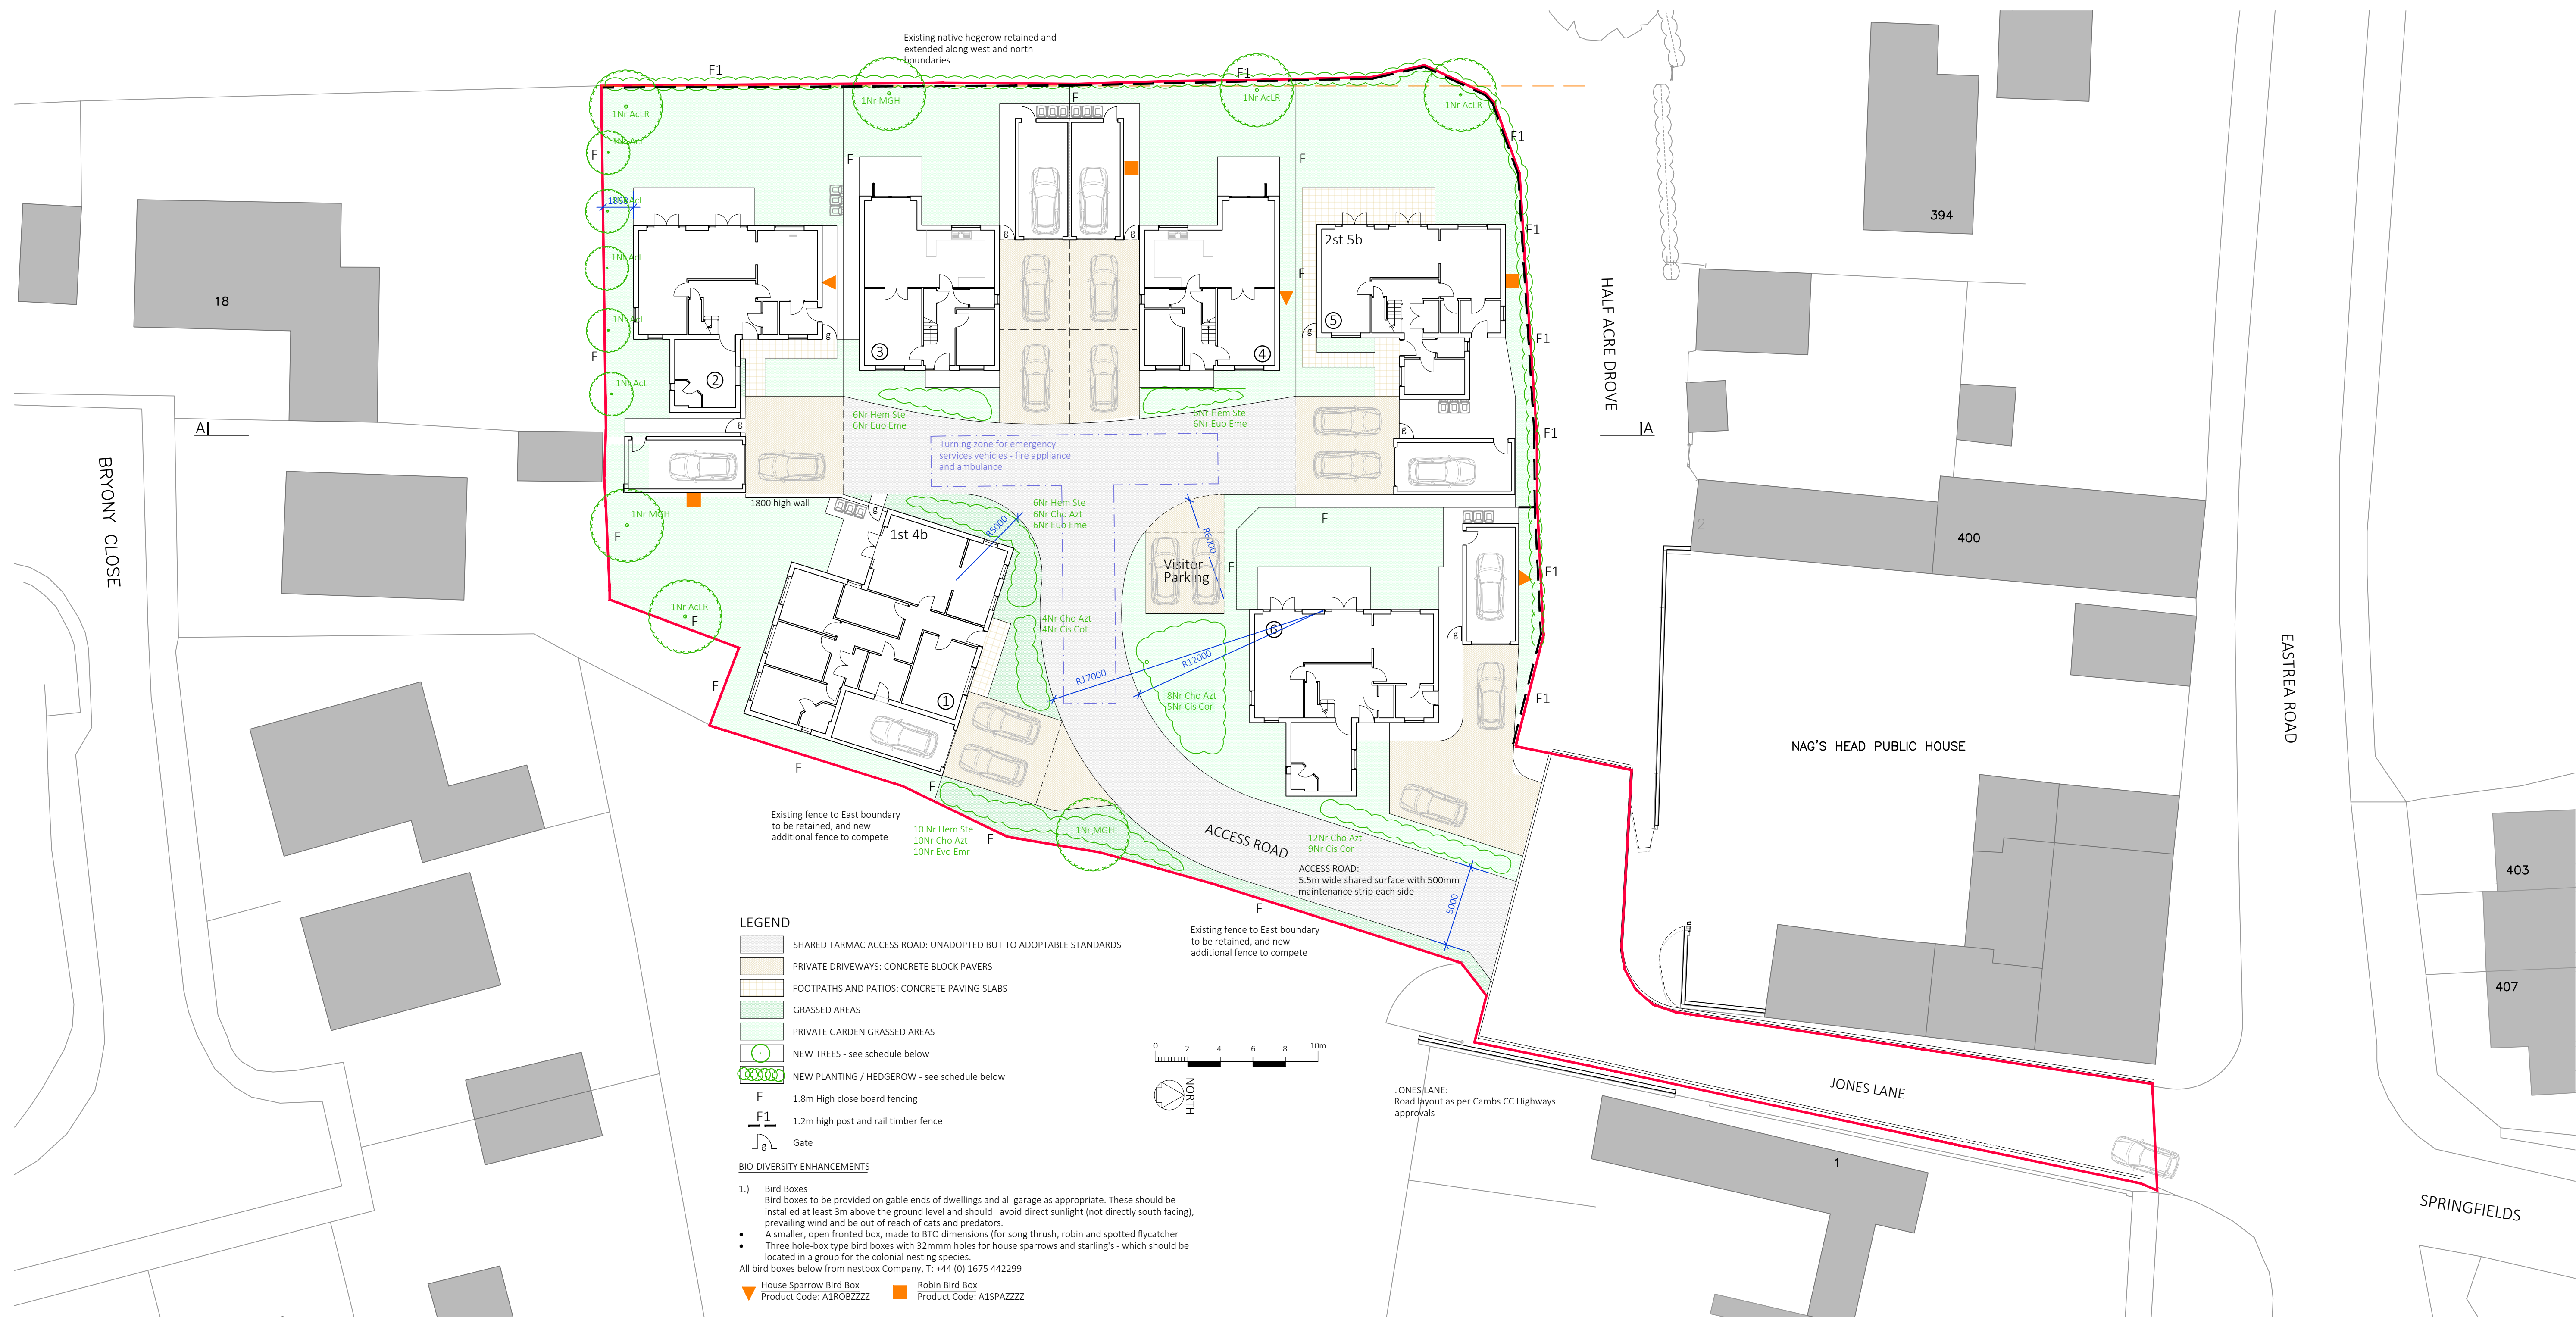 Existing native hegerow retained and
extended along west and north
boundaries
F1
F1
1Nr AcLR
1Nr MGH
F
1Nr AcLR
1Nr AcLR
F1
F
1Nr AcL
F
F
394
1Nr AcL
1868
g
g
F1
2st 5b
1Nr AcL
F
HALF ACRE DROVE
18
1Nr AcL
g
3
4
5
g
F1
F
2
1Nr AcL
6Nr Hem Ste
6Nr Euo Eme
6Nr Hem Ste
6Nr Euo Eme
A
g
g
F1
A
Turning zone for emergency
services vehicles - fire appliance
and ambulance
BRYONY CLOSE
1800 high wall
1Nr MGH
F
g
1st 4b
R5000
6Nr Hem Ste
6Nr Cho Azt
6Nr Euo Eme
R6000
F
2
400
Visitor
Parking
F
F1
1Nr AcLR
F
4Nr Cho Azt
4Nr Cis Cot
6
g
EASTREA ROAD
F
1
R17000
R12000
8Nr Cho Azt
5Nr Cis Cor
F1
NAG'S HEAD PUBLIC HOUSE
F
F
Existing fence to East boundary
to be retained, and new
additional fence to compete
10 Nr Hem Ste
10Nr Cho Azt
10Nr Evo Emr
F
1Nr MGH
ACCESS ROAD
12Nr Cho Azt
9Nr Cis Cor
ACCESS ROAD:
5.5m wide shared surface with 500mm
maintenance strip each side
5000
403
F
Existing fence to East boundary
to be retained, and new
additional fence to compete
407
LEGEND
SHARED TARMAC ACCESS ROAD: UNADOPTED BUT TO ADOPTABLE STANDARDS
PRIVATE DRIVEWAYS: CONCRETE BLOCK PAVERS
FOOTPATHS AND PATIOS: CONCRETE PAVING SLABS
GRASSED AREAS
PRIVATE GARDEN GRASSED AREAS
NEW TREES - see schedule below
NEW PLANTING / HEDGEROW - see schedule below
F 1.8m High close board fencing
F1 1.2m high post and rail timber fence
g Gate
0 2 4 6 8 10m
NORTH
JONES LANE:
Road layout as per Cambs CC Highways
approvals
JONES LANE
1
SPRINGFIELDS
BIO-DIVERSITY ENHANCEMENTS
1.) Bird Boxes
Bird boxes to be provided on gable ends of dwellings and all garage as appropriate. These should be
installed at least 3m above the ground level and should avoid direct sunlight (not directly south facing),
prevailing wind and be out of reach of cats and predators.
• A smaller, open fronted box, made to BTO dimensions (for song thrush, robin and spotted flycatcher
• Three hole-box type bird boxes with 32mmm holes for house sparrows and starling's - which should be
located in a group for the colonial nesting species.
All bird boxes below from nestbox Company, T: +44 (0) 1675 442299
House Sparrow Bird Box
Product Code: A1ROBZZZZ
Robin Bird Box
Product Code: A1SPAZZZZ